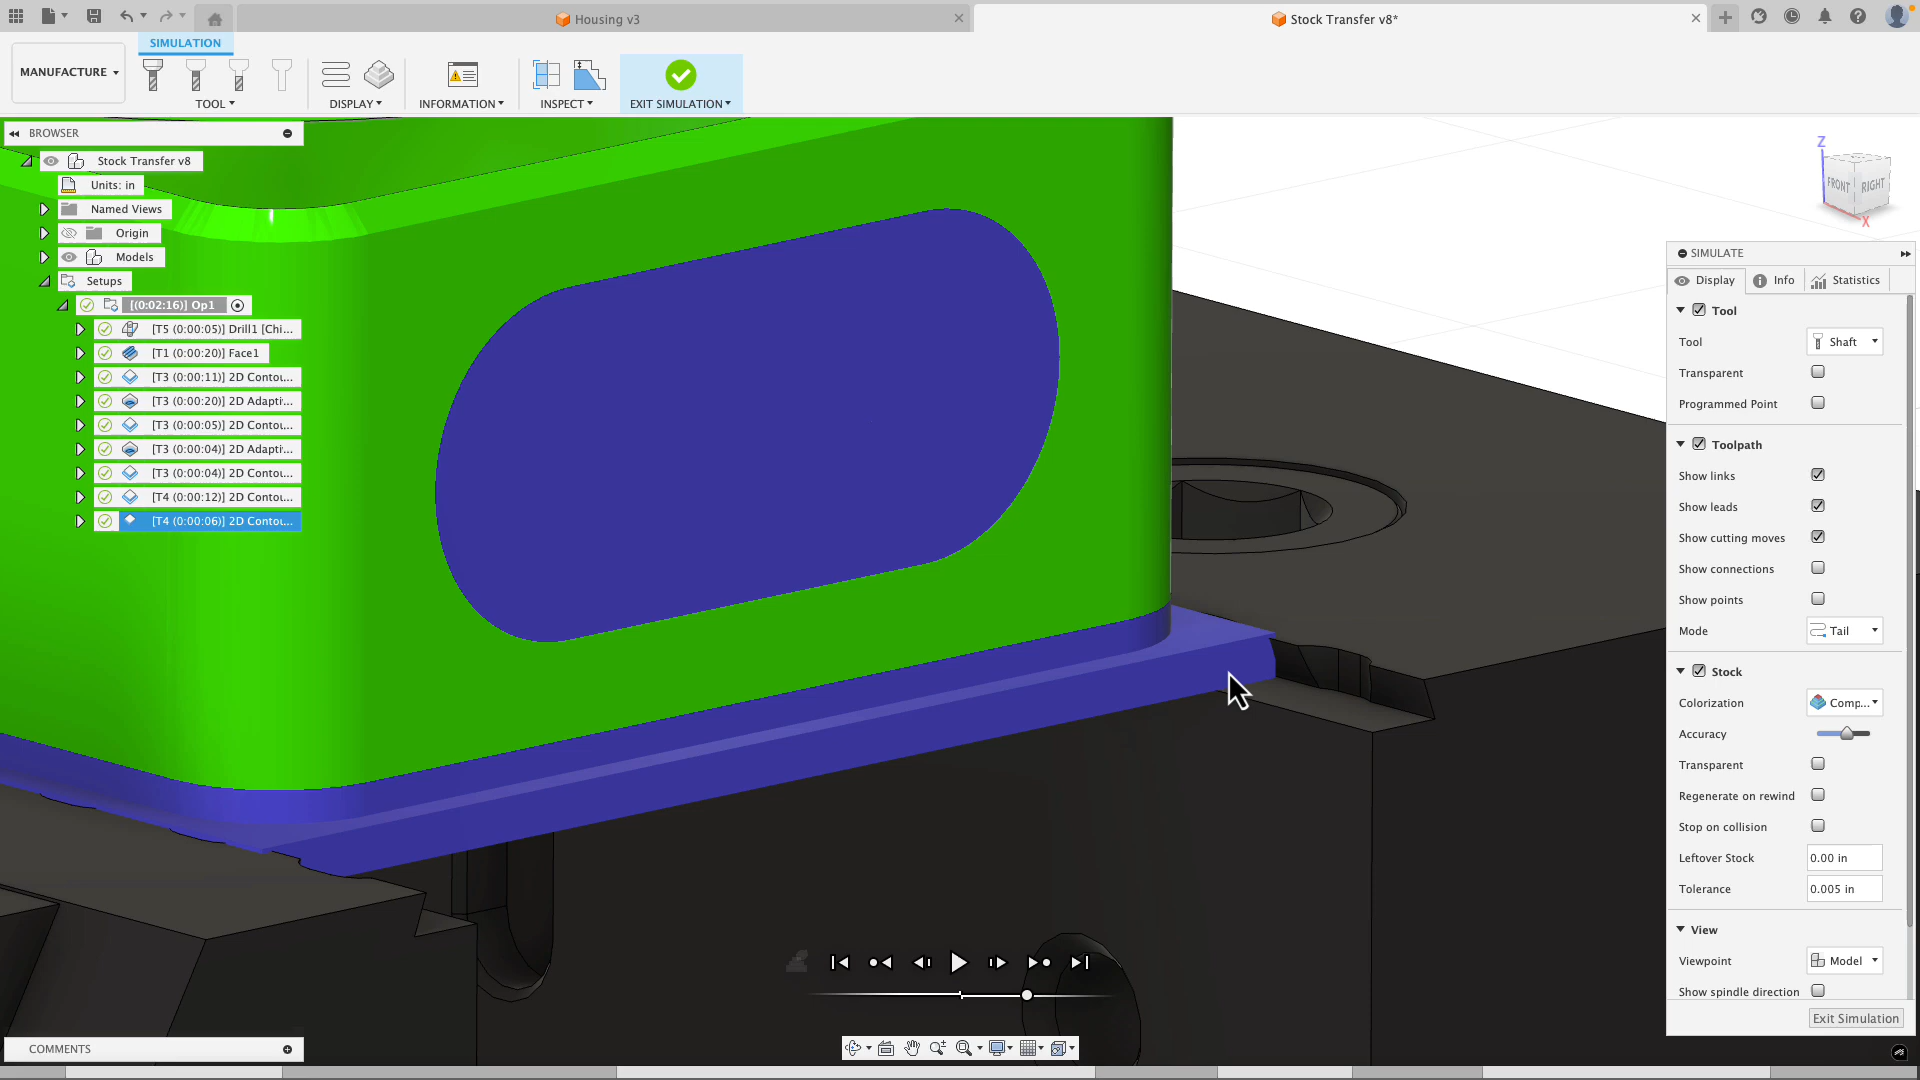 Housing v3
Stock Transfer v8*
SIMULATION
MANUFACTURE
TOOL
DISPLAY
INFORMATION
INSPECT
EXIT SIMULATION
BROWSER
Stock Transfer v8
Units: in
Named Views
Origin
Models
Setups
[(0:02:16)] Op1
[T5 (0:00:05)] Drill1 [Chi...
[T1 (0:00:20)] Face1
[T3 (0:00:11)] 2D Contou...
[T3 (0:00:20)] 2D Adapti...
[T3 (0:00:05)] 2D Contou...
[T3 (0:00:04)] 2D Adapti...
[T3 (0:00:04)] 2D Contou...
[T4 (0:00:12)] 2D Contou...
[T4 (0:00:06)] 2D Contou...
Z
FRONT
RIGHT
X
SIMULATE
Display
Info
Statistics
Tool
Tool
Shaft
Transparent
Programmed Point
Toolpath
Show links
Show leads
Show cutting moves
Show connections
Show points
Mode
Tail
Stock
Colorization
Comp...
Accuracy
Transparent
Regenerate on rewind
Stop on collision
Leftover Stock
0.00 in
Tolerance
0.005 in
View
Viewpoint
Model
Show spindle direction
Exit Simulation
COMMENTS